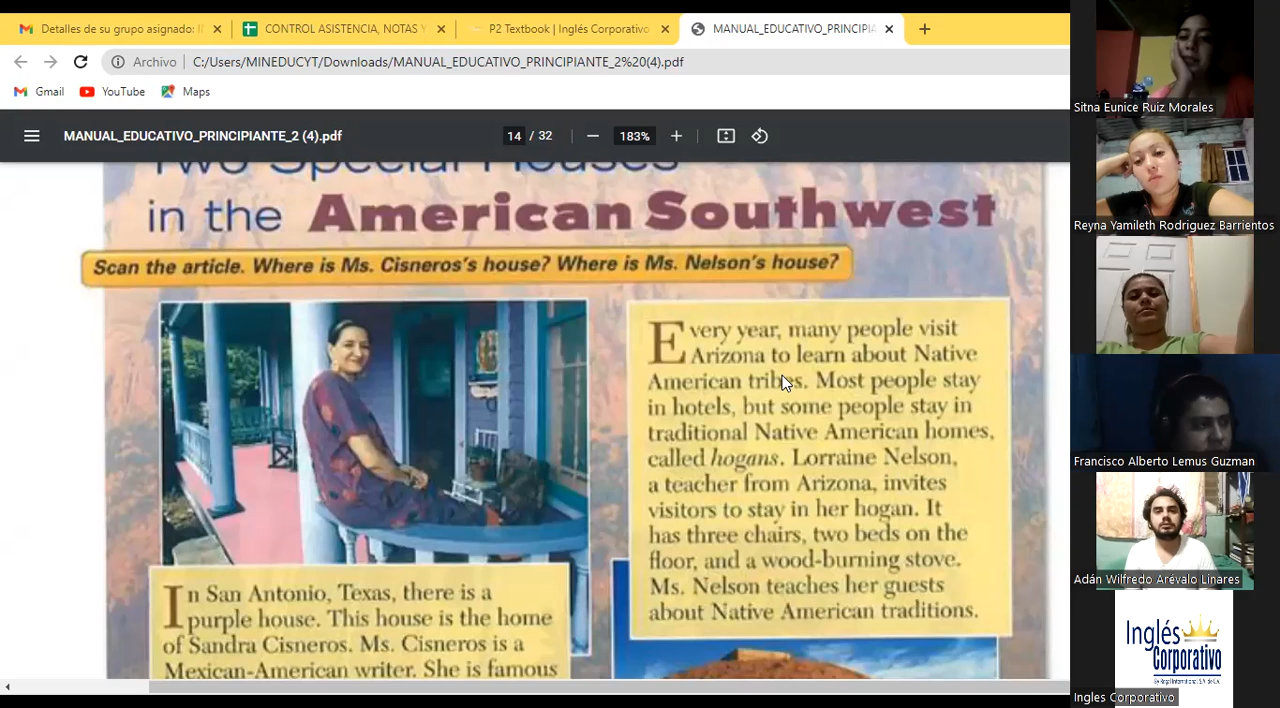 Detalles de su grupo asignado: I
CONTROL ASISTENCIA, NOTAS Y
P2 Textbook | Inglés Corporativo
MANUAL_EDUCATIVO_PRINCIPIA
Archivo
C:/Users/MINEDUCYT/Downloads/MANUAL_EDUCATIVO_PRINCIPIANTE_2%20(4).pdf
Gmail
YouTube
Maps
MANUAL_EDUCATIVO_PRINCIPIANTE_2 (4).pdf
14 / 32
183%
Two Special Houses
in the American Southwest
Scan the article. Where is Ms. Cisneros's house? Where is Ms. Nelson's house?
Every year, many people visit
Arizona to learn about Native
American tribes. Most people stay
in hotels, but some people stay in
traditional Native American homes,
called hogans. Lorraine Nelson,
a teacher from Arizona, invites
visitors to stay in her hogan. It
has three chairs, two beds on the
floor, and a wood-burning stove.
Ms. Nelson teaches her guests
about Native American traditions.
In San Antonio, Texas, there is a
purple house. This house is the home
of Sandra Cisneros. Ms. Cisneros is a
Mexican-American writer. She is famous
Sitna Eunice Ruiz Morales
Reyna Yamileth Rodriguez Barrientos
Francisco Alberto Lemus Guzman
Adán Wilfredo Arévalo Linares
Inglés
Corporativo
Ingles Corporativo